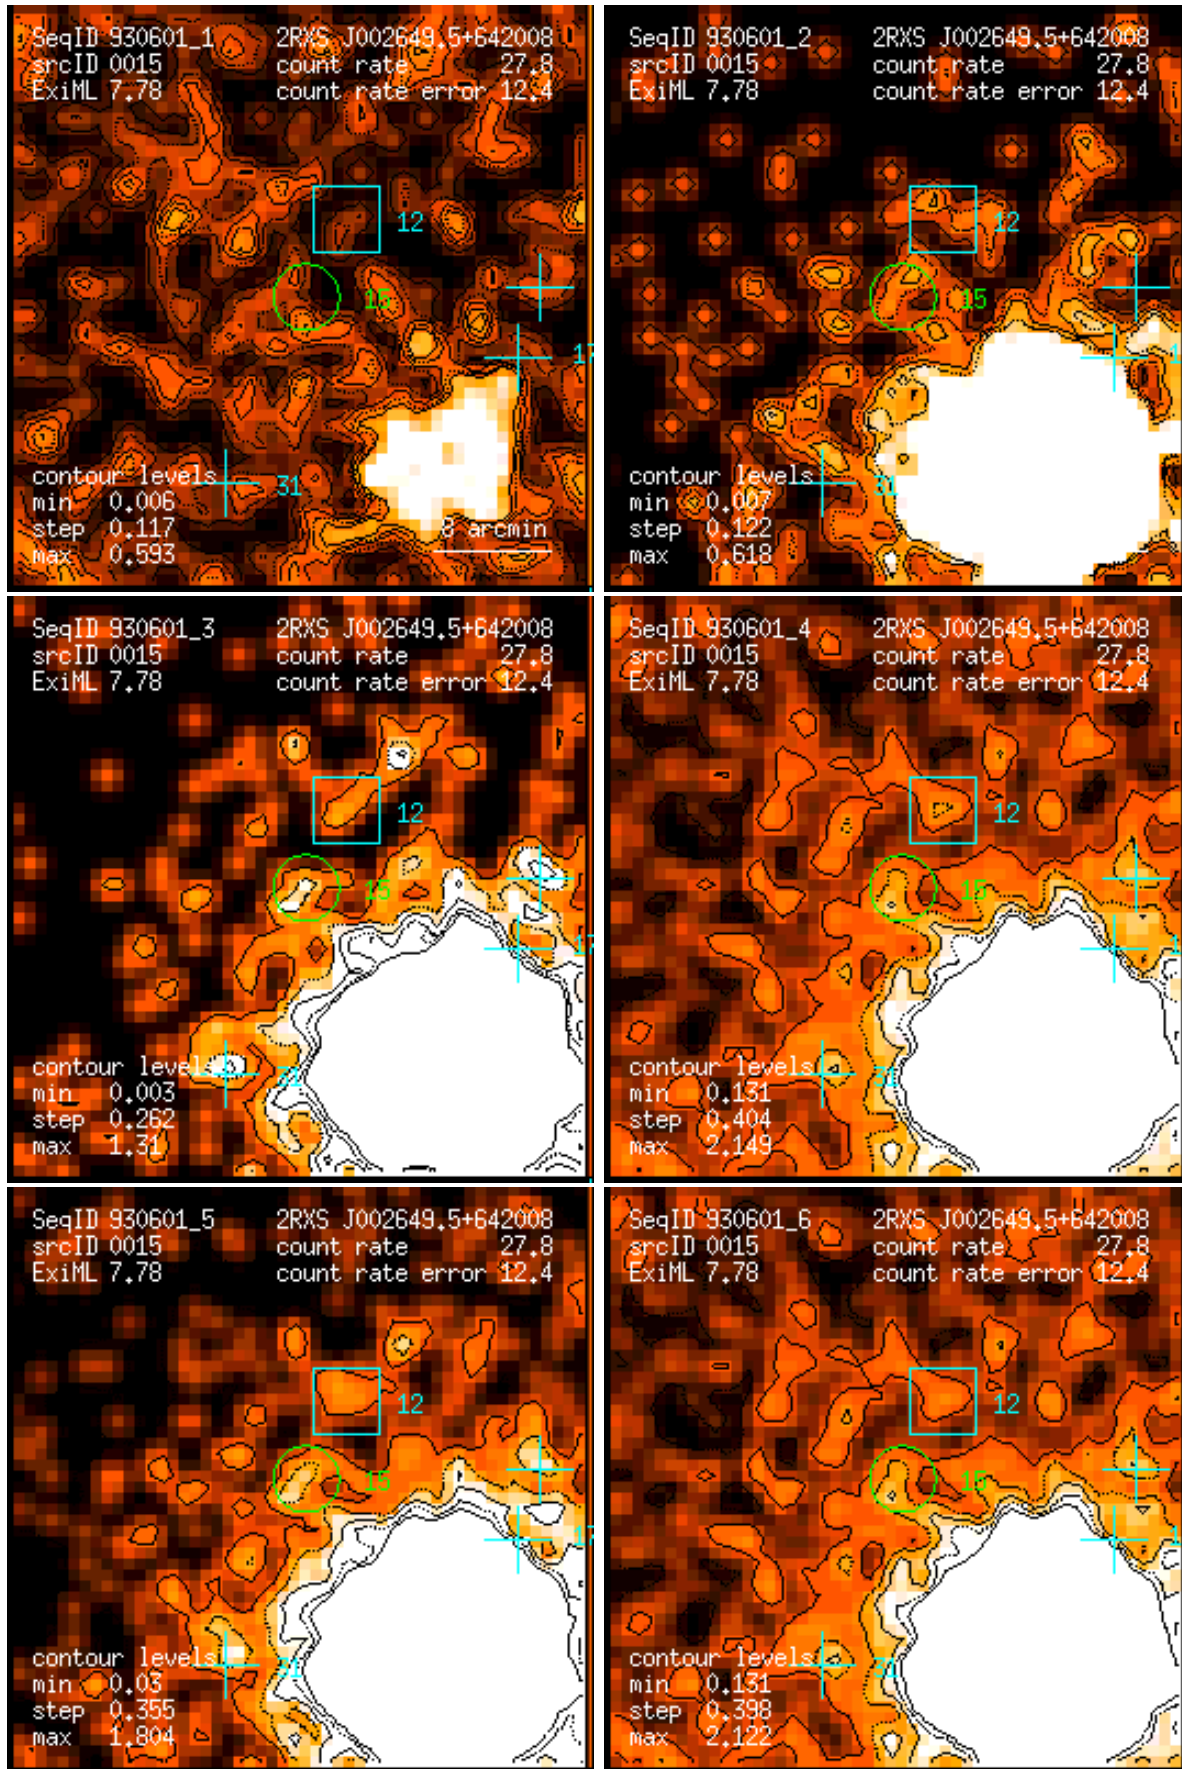 SeqID 930601_1 2RXS J002649.5+642008
srcID 0015 count rate 27.8
ExiML 7.78 count rate error 12.4
12
15
17
contour levels
31
min 0.006
step 0.117 8 arcmin
max 0.593
SeqID 930601_2 2RXS J002649.5+642008
srcID 0015 count rate 27.8
ExiML 7.78 count rate error 12.4
12
15
1
contour levels
31
min 0.007
step 0.122
max 0.618
SeqID 930601_3 2RXS J002649.5+642008
srcID 0015 count rate 27.8
ExiML 7.78 count rate error 12.4
12
15
17
contour levels
31
min 0.003
step 0.262
max 1.31
SeqID 930601_4 2RXS J002649.5+642008
srcID 0015 count rate 27.8
ExiML 7.78 count rate error 12.4
12
15
1
contour levels
31
min 0.131
step 0.404
max 2.149
SeqID 930601_5 2RXS J002649.5+642008
srcID 0015 count rate 27.8
ExiML 7.78 count rate error 12.4
12
15
17
contour levels
31
min 0.03
step 0.355
max 1.804
SeqID 930601_6 2RXS J002649.5+642008
srcID 0015 count rate 27.8
ExiML 7.78 count rate error 12.4
12
15
1
contour levels
31
min 0.131
step 0.398
max 2.122